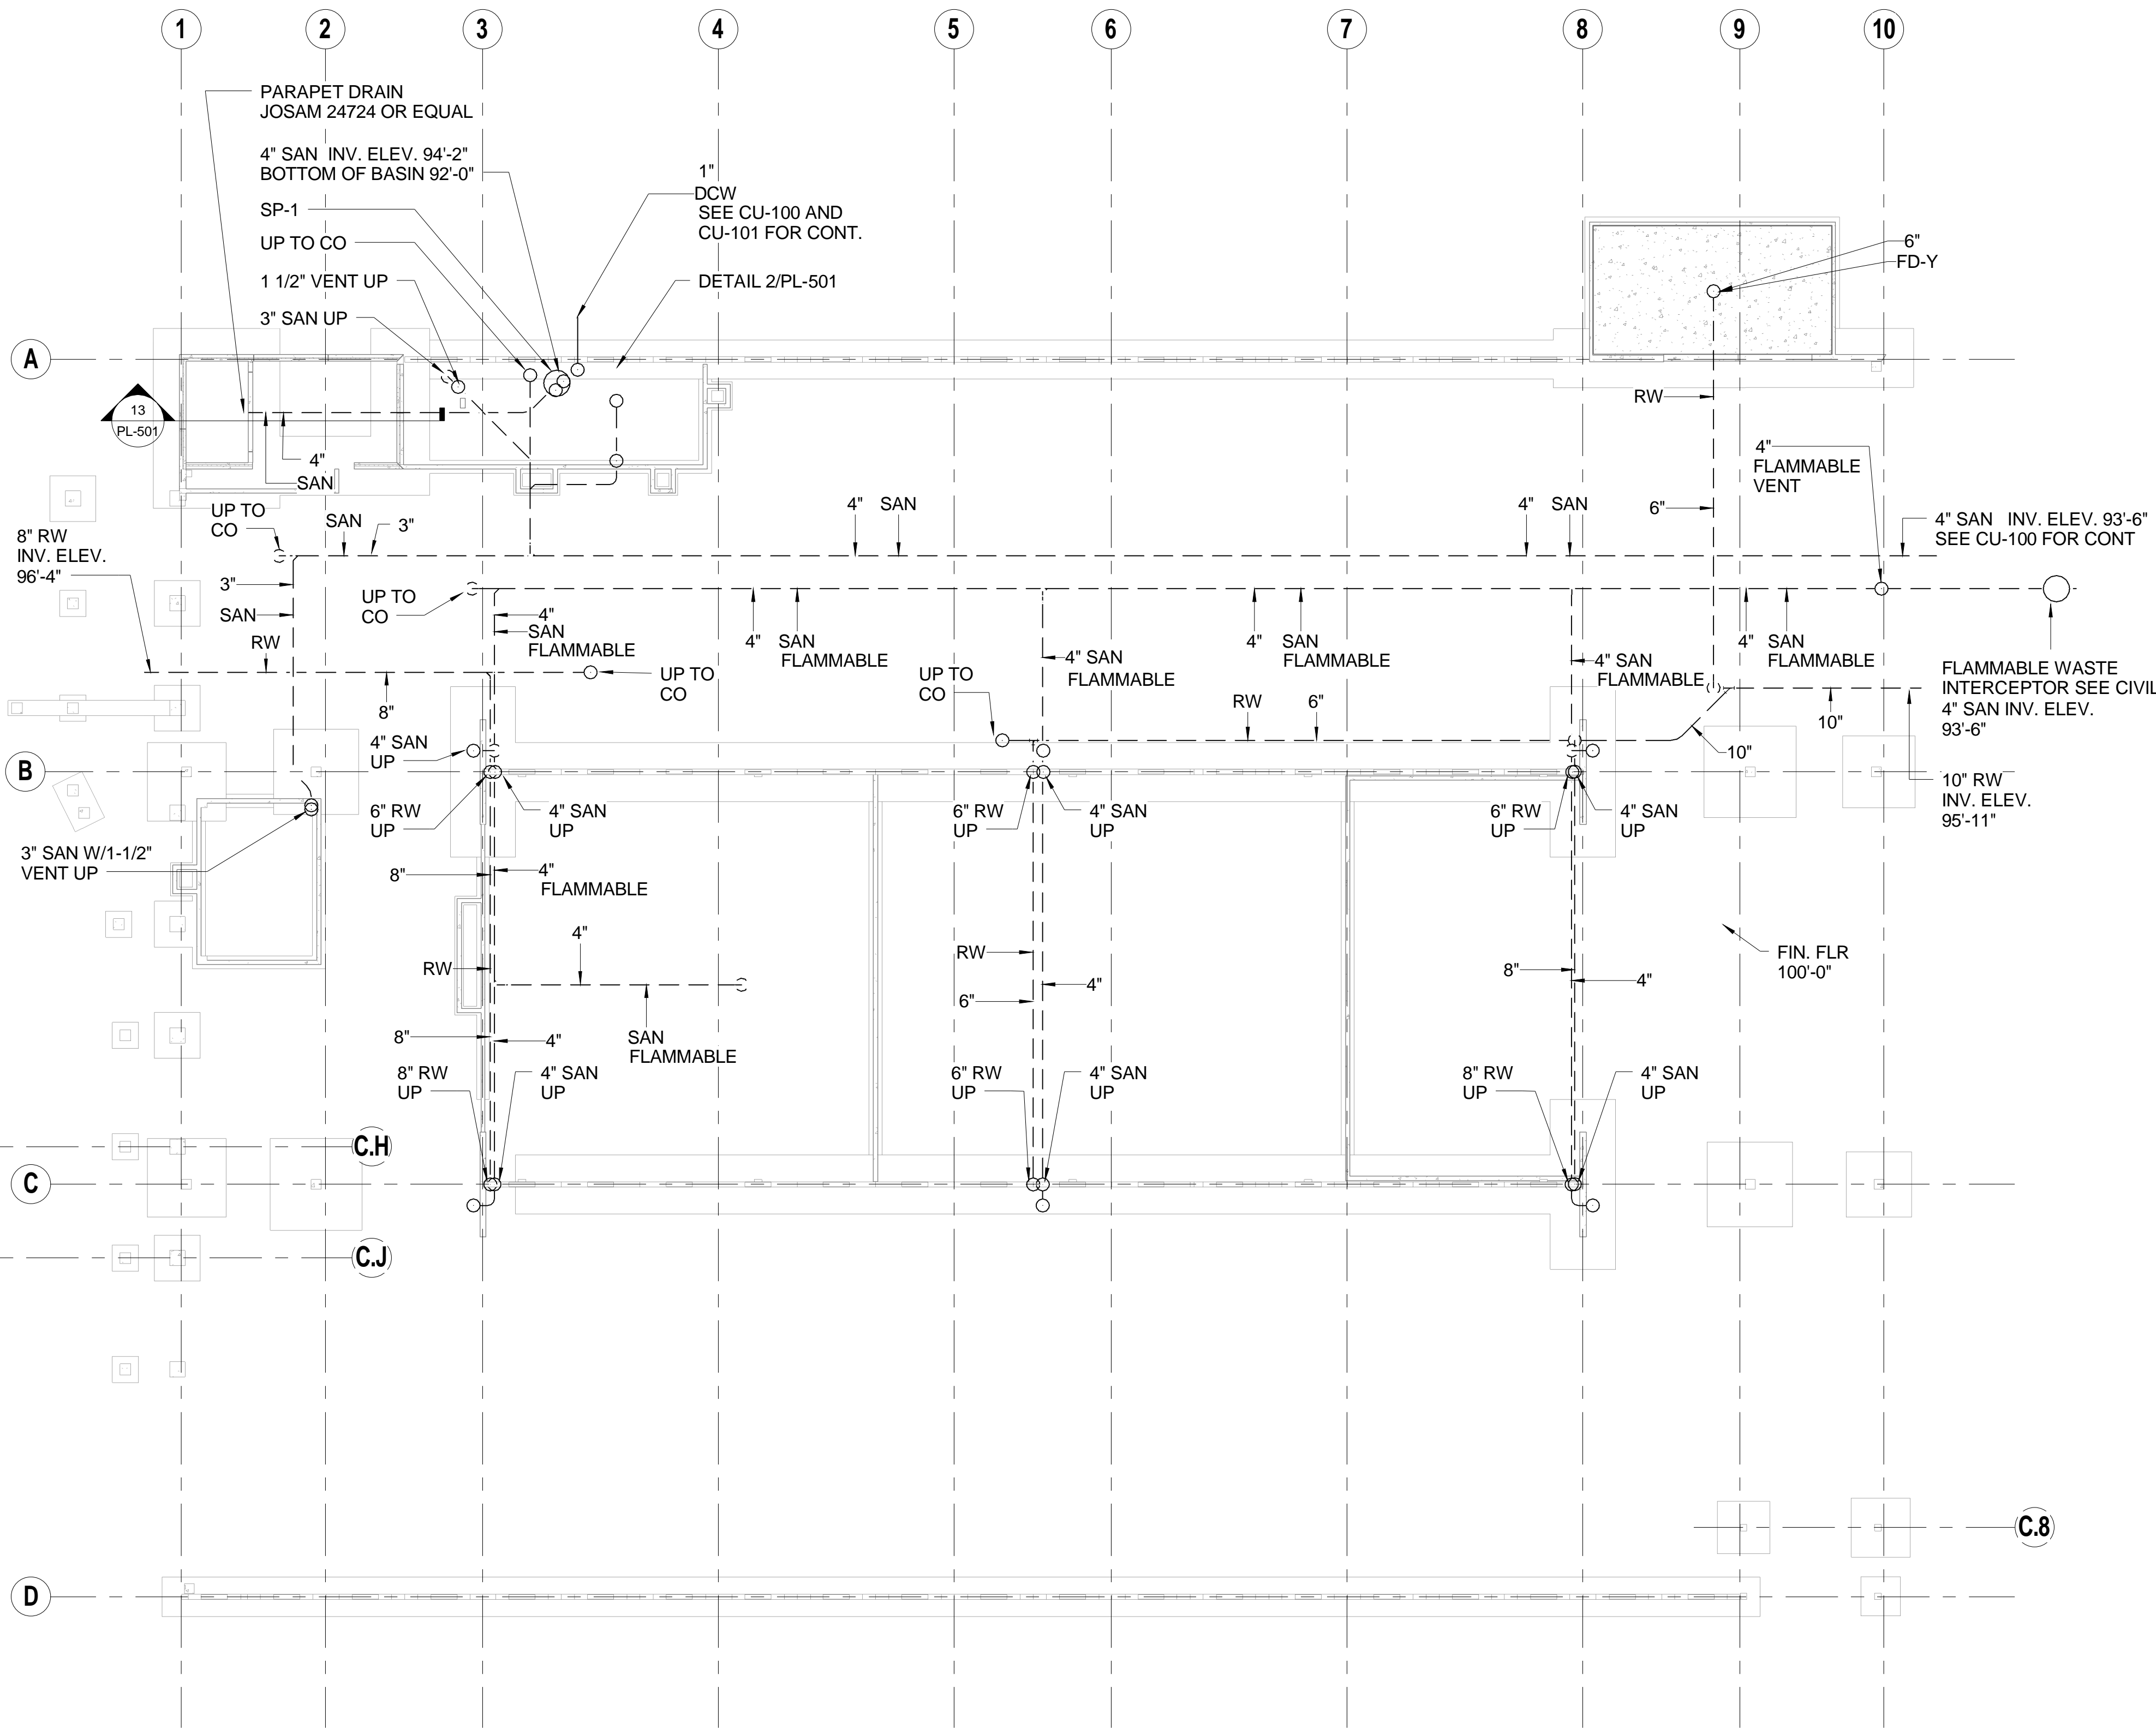 1
2
3
4
5
6
7
8
9
10
PARAPET DRAIN
JOSAM 24724 OR EQUAL
4" SAN INV. ELEV. 94'-2"
BOTTOM OF BASIN 92'-0"
SP-1
UP TO CO
1 1/2" VENT UP
3" SAN UP
1"
DCW
SEE CU-100 AND
CU-101 FOR CONT.
DETAIL 2/PL-501
6"
FD-Y
A
13
PL-501
4"
SAN
RW
4"
FLAMMABLE
VENT
6"
UP TO
CO
SAN
3"
4" SAN
4" SAN
4" SAN INV. ELEV. 93'-6"
SEE CU-100 FOR CONT
8" RW
INV. ELEV.
96'-4"
3"
SAN
RW
8"
UP TO
CO
4"
SAN
FLAMMABLE
UP TO
CO
4"
SAN
FLAMMABLE
4" SAN
FLAMMABLE
4"
SAN
FLAMMABLE
4" SAN
FLAMMABLE
4"
SAN
FLAMMABLE
FLAMMABLE WASTE
INTERCEPTOR SEE CIVIL
4" SAN INV. ELEV.
93'-6"
UP TO
CO
RW
6"
10"
10"
10" RW
INV. ELEV.
95'-11"
4" SAN
UP
B
6" RW
UP
4" SAN
UP
6" RW
UP
4" SAN
UP
6" RW
UP
4" SAN
UP
3" SAN W/1-1/2"
VENT UP
8"
4"
FLAMMABLE
4"
RW
SAN
FLAMMABLE
8"
4"
RW
6"
4"
8"
4"
FIN. FLR
100'-0"
8" RW
UP
4" SAN
UP
6" RW
UP
4" SAN
UP
8" RW
UP
4" SAN
UP
C.H
C
C.J
C.8
D